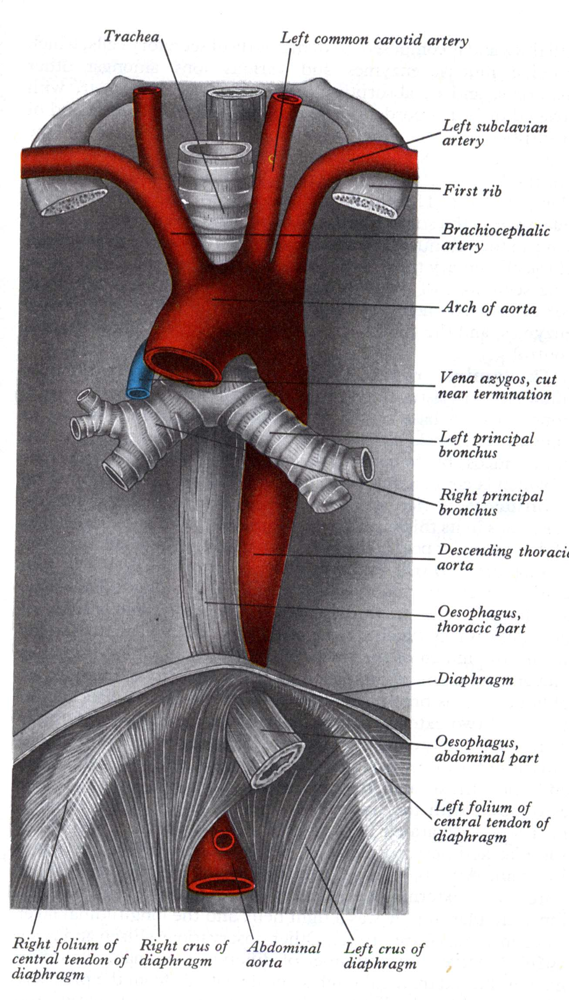 Trachea
Left common carotid artery
Left subclavian
artery
First rib
Brachiocephalic
artery
Arch of aorta
Vena azygos, cut
near termination
Left principal
bronchus
Right principal
bronchus
Descending thoracic
aorta
Oesophagus,
thoracic part
Diaphragm
Oesophagus,
abdominal part
Left folium of
central tendon of
diaphragm
Right folium of
central tendon of
diaphragm
Right crus of
diaphragm
Abdominal
aorta
Left crus of
diaphragm